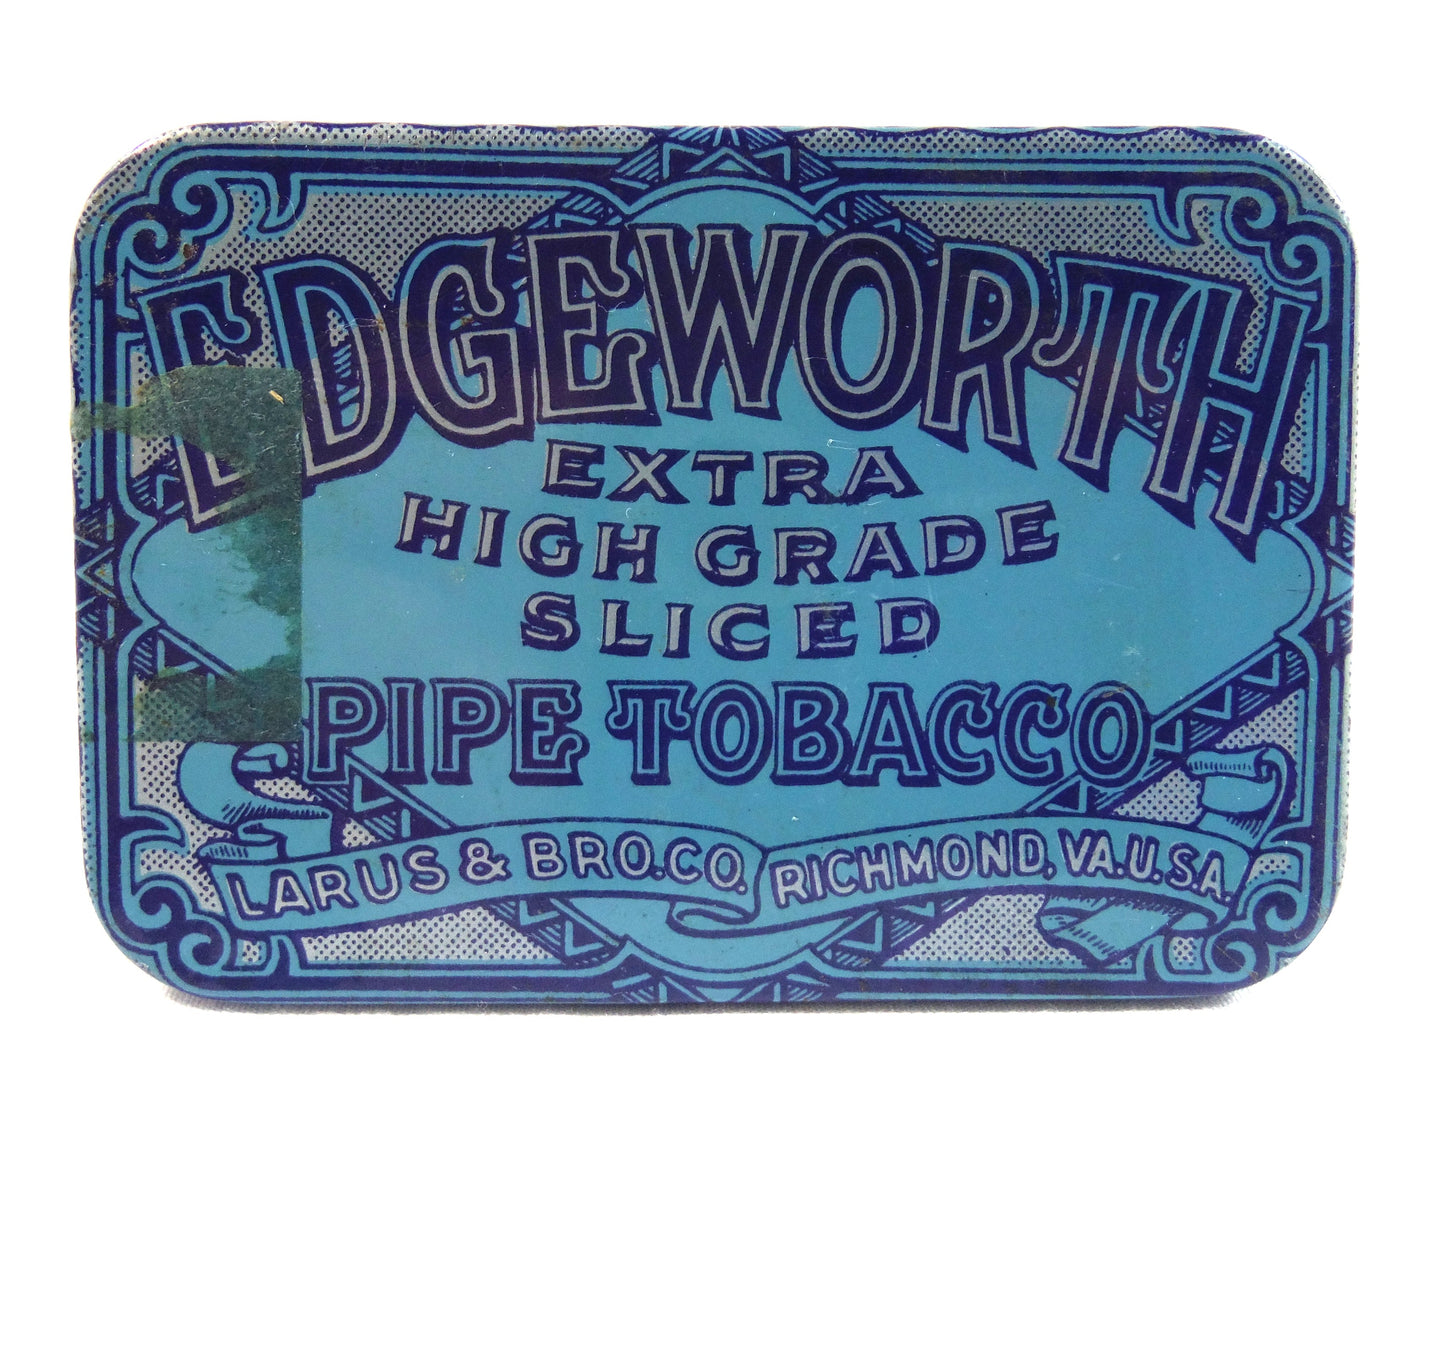 EDGEWORTH
EXTRA
HIGH GRADE
SLICED
PIPE TOBACCO
LARUS & BRO. CO. RICHMOND, VA. U.S.A.